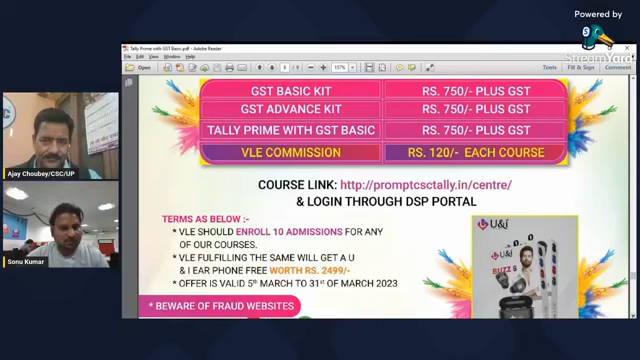 Powered by
StreamYard
Tally Prime with GST Basic.pdf - Adobe Reader
File Edit View Window Help
Open
157%
Tools
Fill & Sign
Comment
GST BASIC KIT RS. 750/- PLUS GST
GST ADVANCE KIT RS. 750/- PLUS GST
TALLY PRIME WITH GST BASIC RS. 750/- PLUS GST
VLE COMMISSION RS. 120/- EACH COURSE
COURSE LINK: http://promptcsctally.in/centre/
& LOGIN THROUGH DSP PORTAL
TERMS AS BELOW :-
* VLE SHOULD ENROLL 10 ADMISSIONS FOR ANY
OF OUR COURSES.
* VLE FULFILLING THE SAME WILL GET A U
& I EAR PHONE FREE WORTH RS. 2499/-
* OFFER IS VALID 5th MARCH TO 31st OF MARCH 2023
* BEWARE OF FRAUD WEBSITES
U&i
U&i
BUZZ
Ajay Choubey/CSC/UP
Sonu Kumar